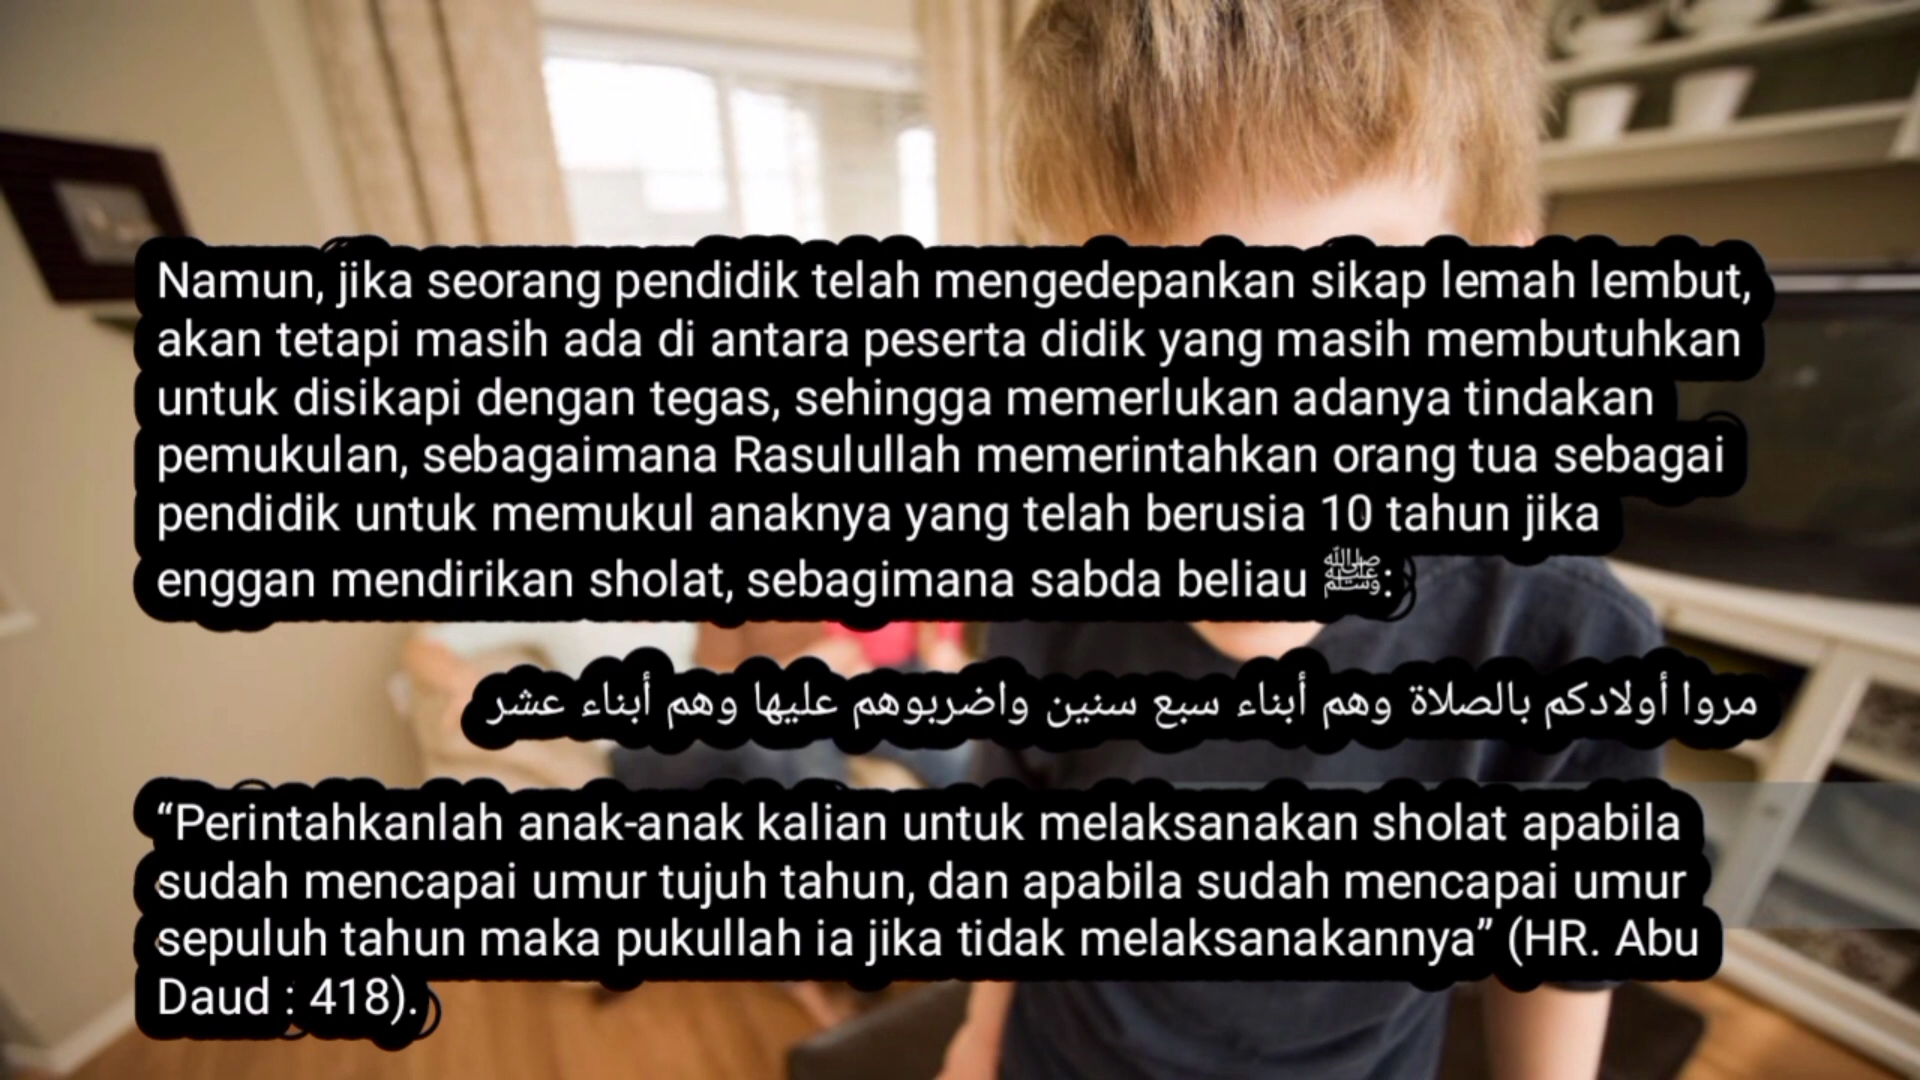 Namun, jika seorang pendidik telah mengedepankan sikap lemah lembut,
akan tetapi masih ada di antara peserta didik yang masih membutuhkan
untuk disikapi dengan tegas, sehingga memerlukan adanya tindakan
pemukulan, sebagaimana Rasulullah memerintahkan orang tua sebagai
pendidik untuk memukul anaknya yang telah berusia 10 tahun jika
enggan mendirikan sholat, sebagimana sabda beliau ﷺ:
مروا أولادكم بالصلاة وهم أبناء سبع سنين واضربوهم عليها وهم أبناء عشر
“Perintahkanlah anak-anak kalian untuk melaksanakan sholat apabila
sudah mencapai umur tujuh tahun, dan apabila sudah mencapai umur
sepuluh tahun maka pukullah ia jika tidak melaksanakannya” (HR. Abu
Daud : 418).